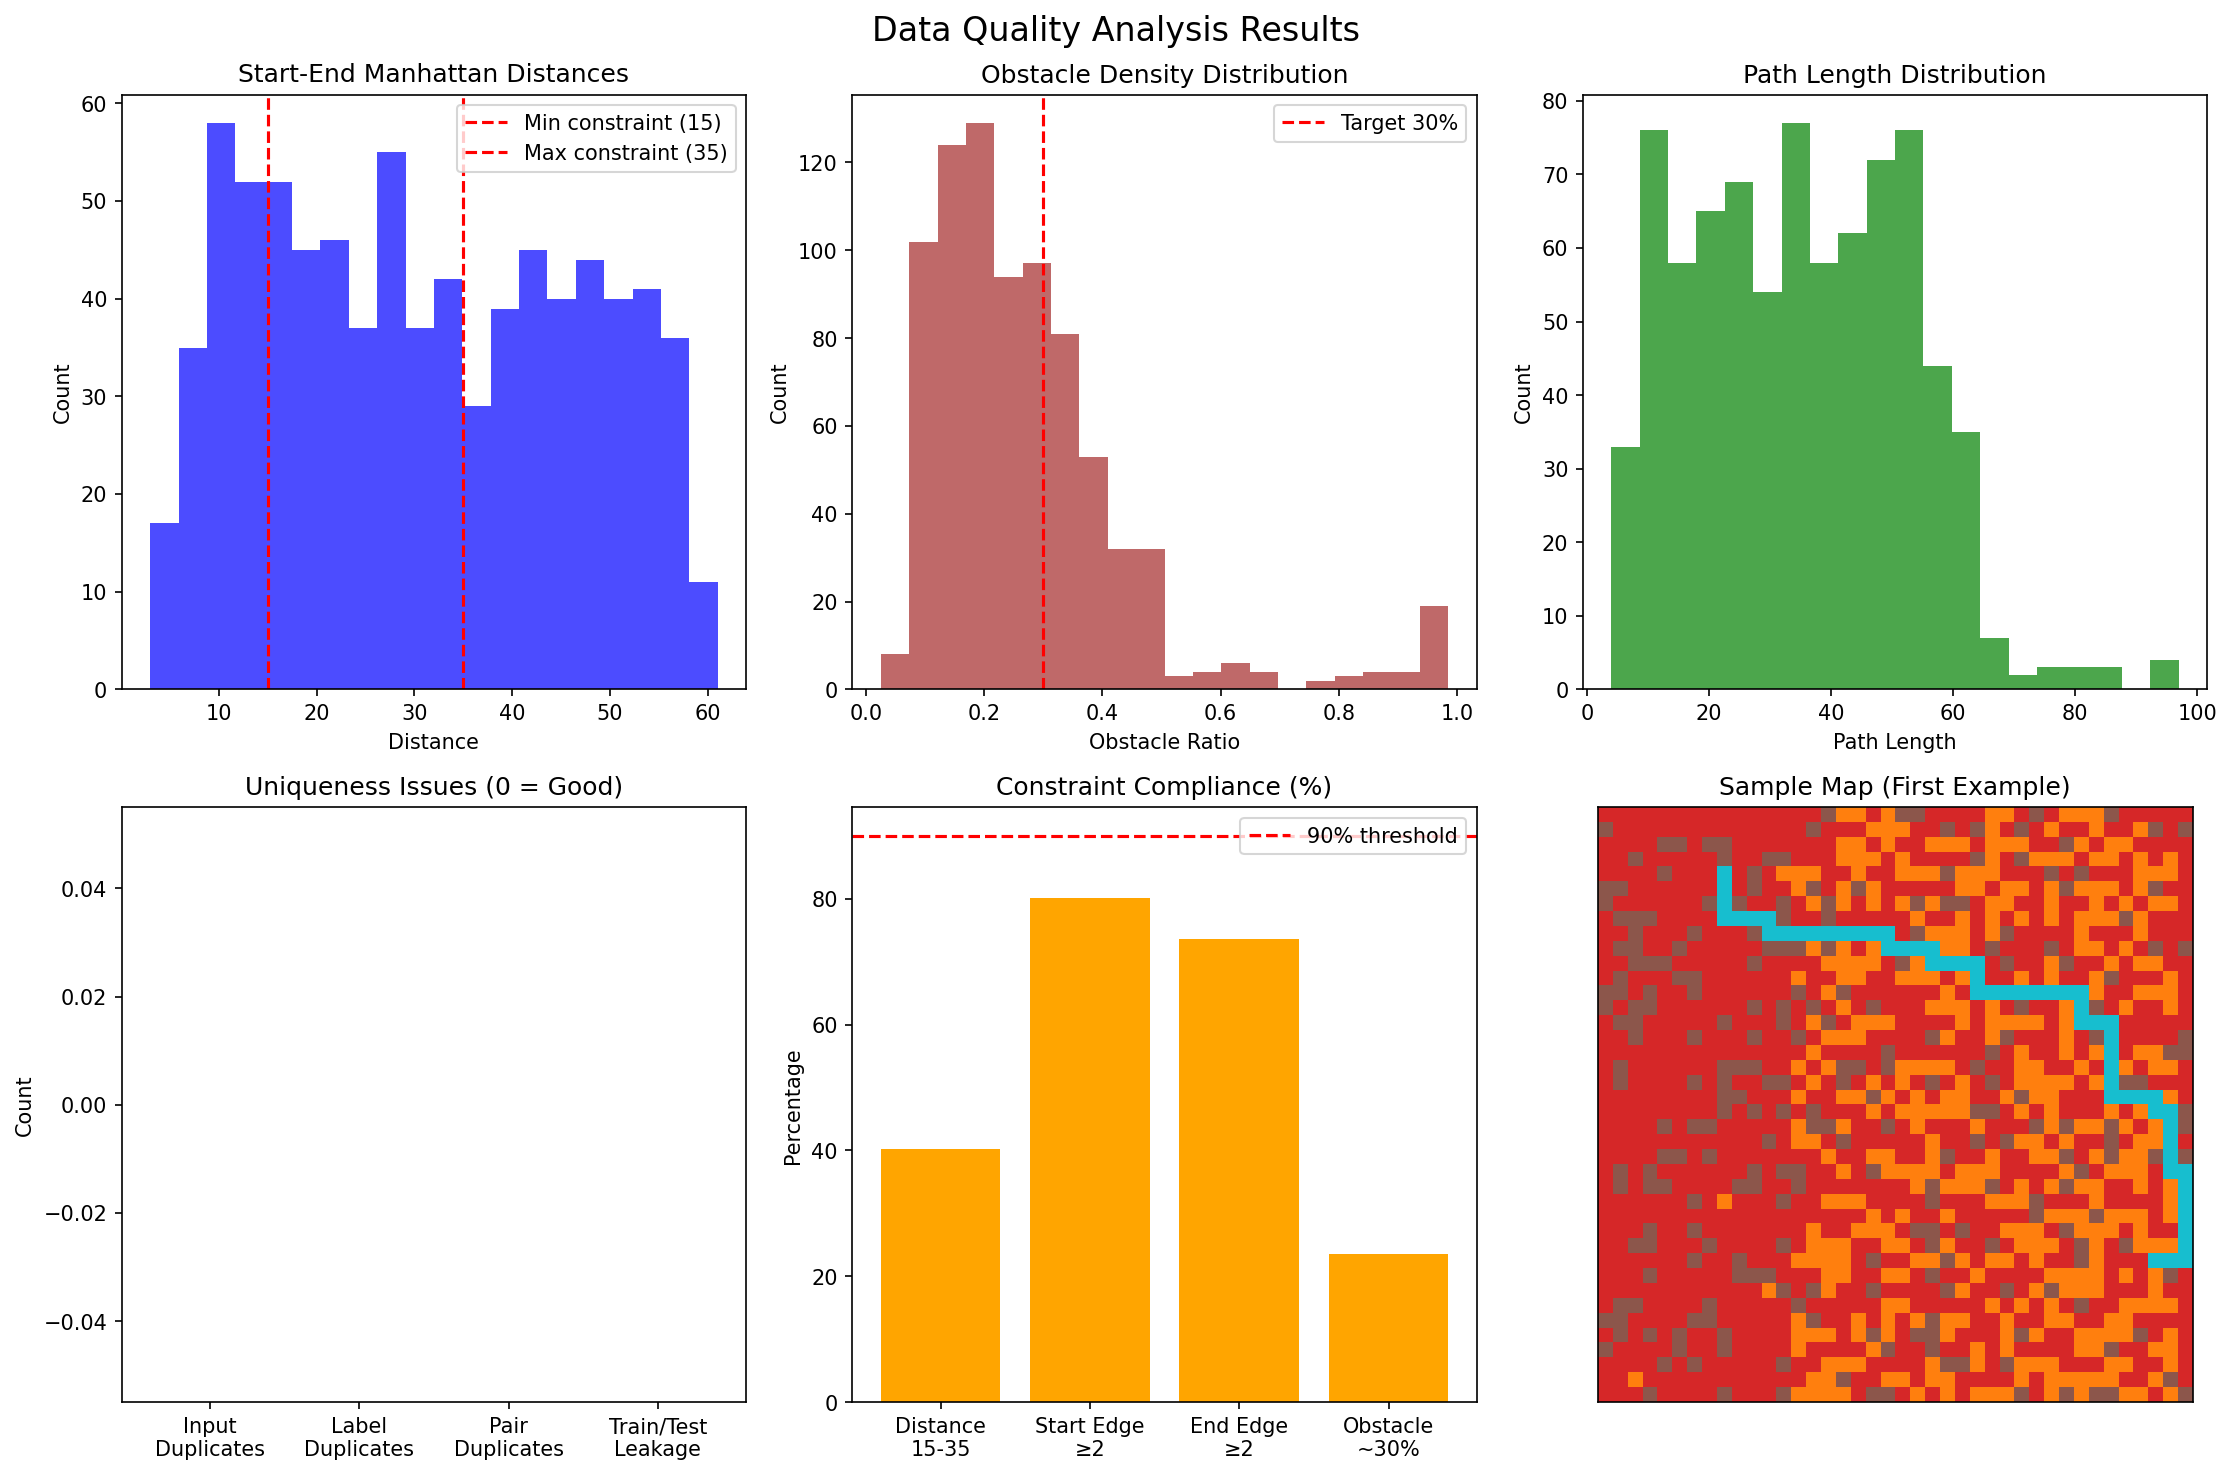 Data Quality Analysis Results
Start-End Manhattan Distances
60
50
40
30
20
10
0
Count
Min constraint (15)
Max constraint (35)
10 20 30 40 50 60
Distance
Obstacle Density Distribution
120
100
80
60
40
20
0
Count
Target 30%
0.0 0.2 0.4 0.6 0.8 1.0
Obstacle Ratio
Path Length Distribution
80
70
60
50
40
30
20
10
0
Count
0 20 40 60 80 100
Path Length
Uniqueness Issues (0 = Good)
0.04
0.02
0.00
−0.02
−0.04
Count
Input Label Pair Train/Test
Duplicates Duplicates Duplicates Leakage
Constraint Compliance (%)
90% threshold
80
60
40
20
0
Percentage
Distance Start Edge End Edge Obstacle
15-35 ≥2 ≥2 ~30%
Sample Map (First Example)